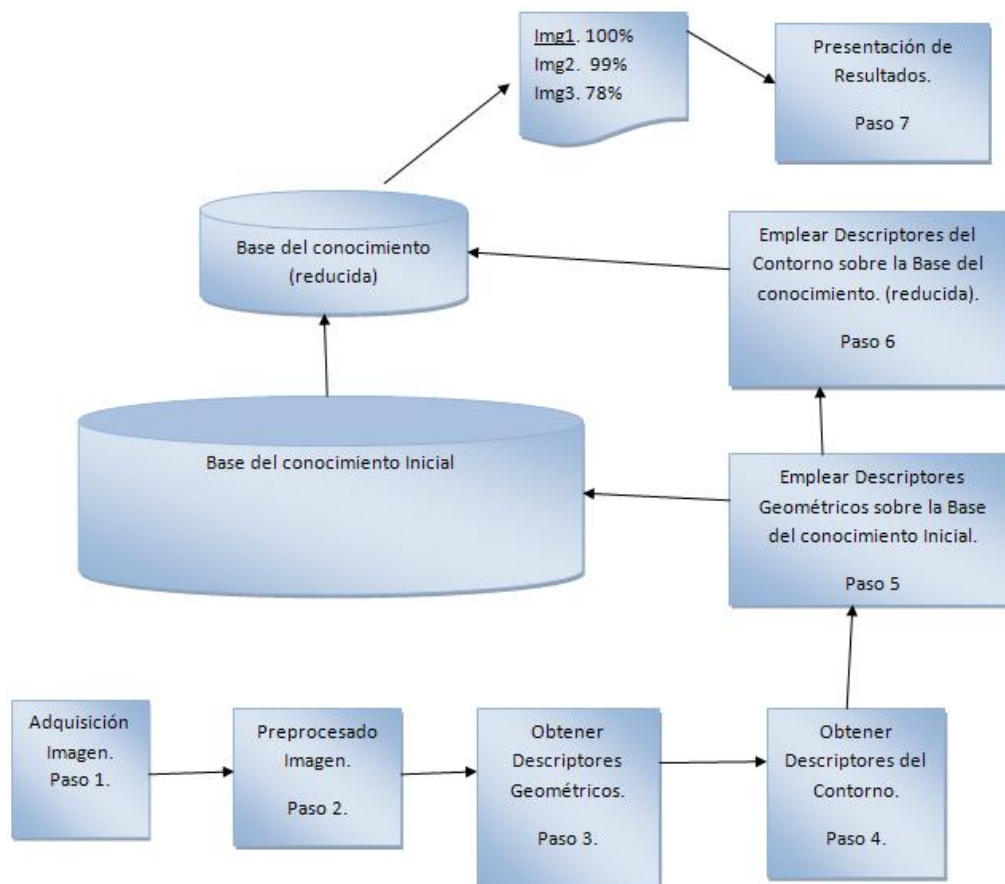 Img1. 100%
Img2. 99%
Img3. 78%
Presentación de
Resultados.
Paso 7
Base del conocimiento
(reducida)
Emplear Descriptores del
Contorno sobre la Base del
conocimiento. (reducida).
Paso 6
Base del conocimiento Inicial
Emplear Descriptores
Geométricos sobre la Base
del conocimiento Inicial.
Paso 5
Adquisición
Imagen.
Paso 1.
Preprocesado
Imagen.
Paso 2.
Obtener
Descriptores
Geométricos.
Paso 3.
Obtener
Descriptores del
Contorno.
Paso 4.